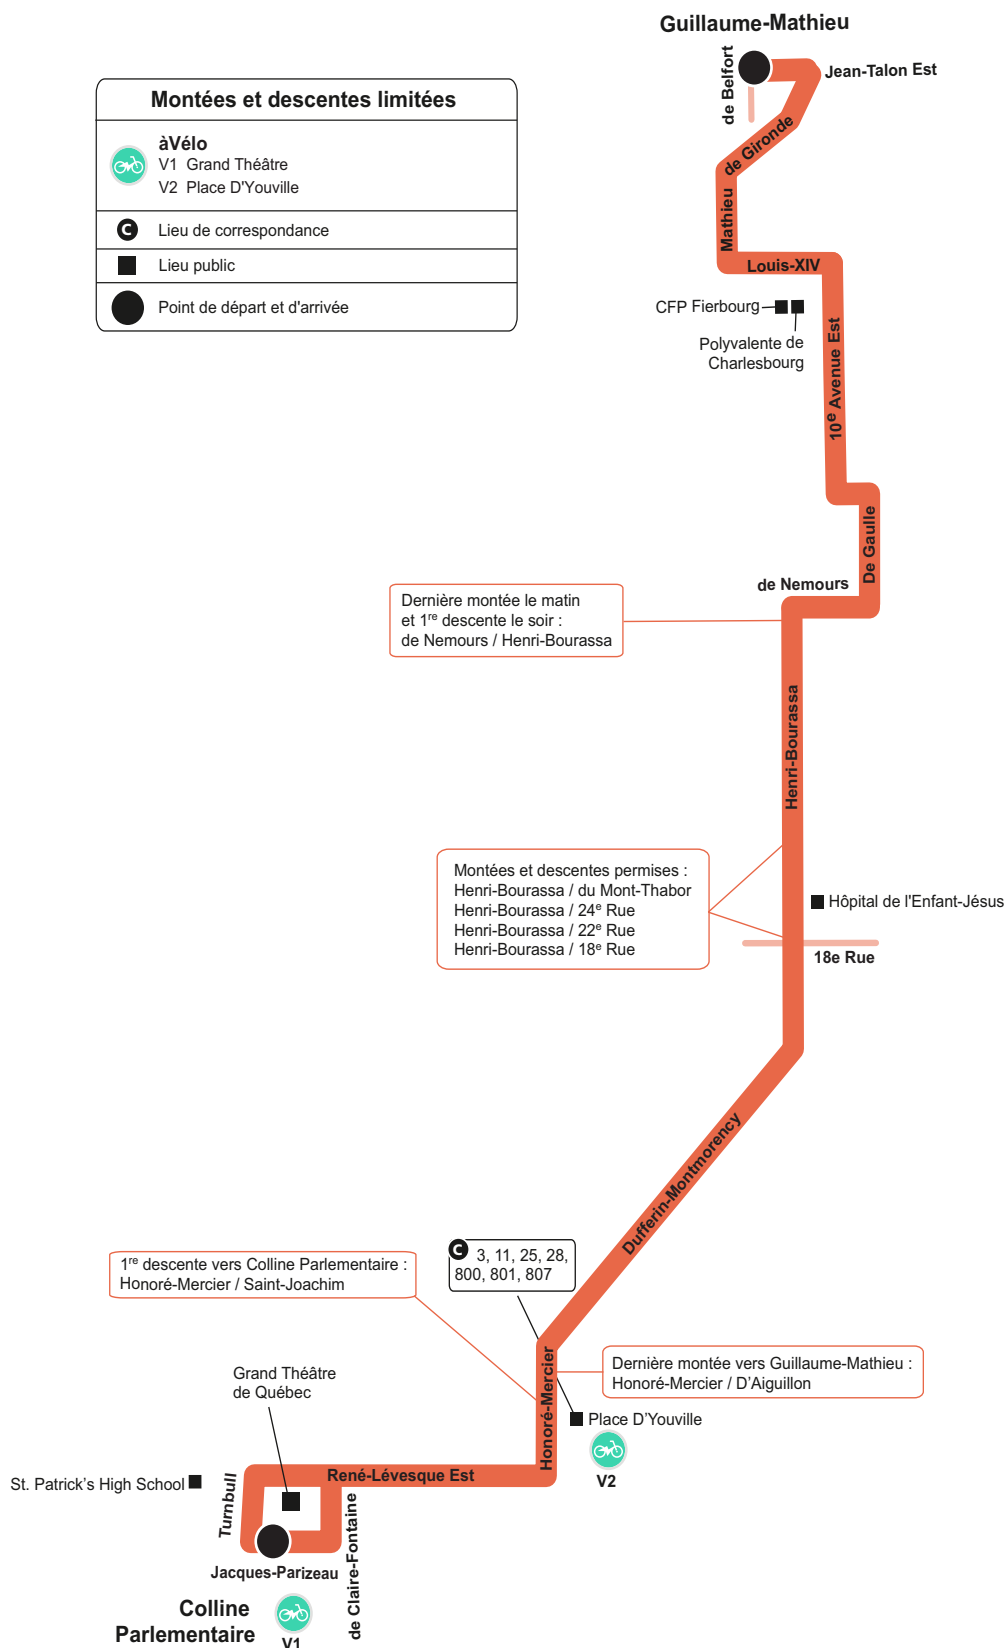 Guillaume-Mathieu
de Belfort
Jean-Talon Est
Montées et descentes limitées
àVélo
V1 Grand Théâtre
V2 Place D'Youville
C
Lieu de correspondance
Lieu public
Point de départ et d'arrivée
de Gironde
Mathieu
Louis-XIV
CFP Fierbourg
Polyvalente de
Charlesbourg
10e Avenue Est
De Gaulle
de Nemours
Dernière montée le matin
et 1re descente le soir :
de Nemours / Henri-Bourassa
Henri-Bourassa
Montées et descentes permises :
Henri-Bourassa / du Mont-Thabor
Henri-Bourassa / 24e Rue
Henri-Bourassa / 22e Rue
Henri-Bourassa / 18e Rue
Hôpital de l'Enfant-Jésus
18e Rue
Dufferin-Montmorency
C 3, 11, 25, 28,
800, 801, 807
1re descente vers Colline Parlementaire :
Honoré-Mercier / Saint-Joachim
Honoré-Mercier
Dernière montée vers Guillaume-Mathieu :
Honoré-Mercier / D'Aiguillon
Place D'Youville
V2
Grand Théâtre
de Québec
René-Lévesque Est
St. Patrick's High School
Turnbull
de Claire-Fontaine
Jacques-Parizeau
Colline
Parlementaire
V1